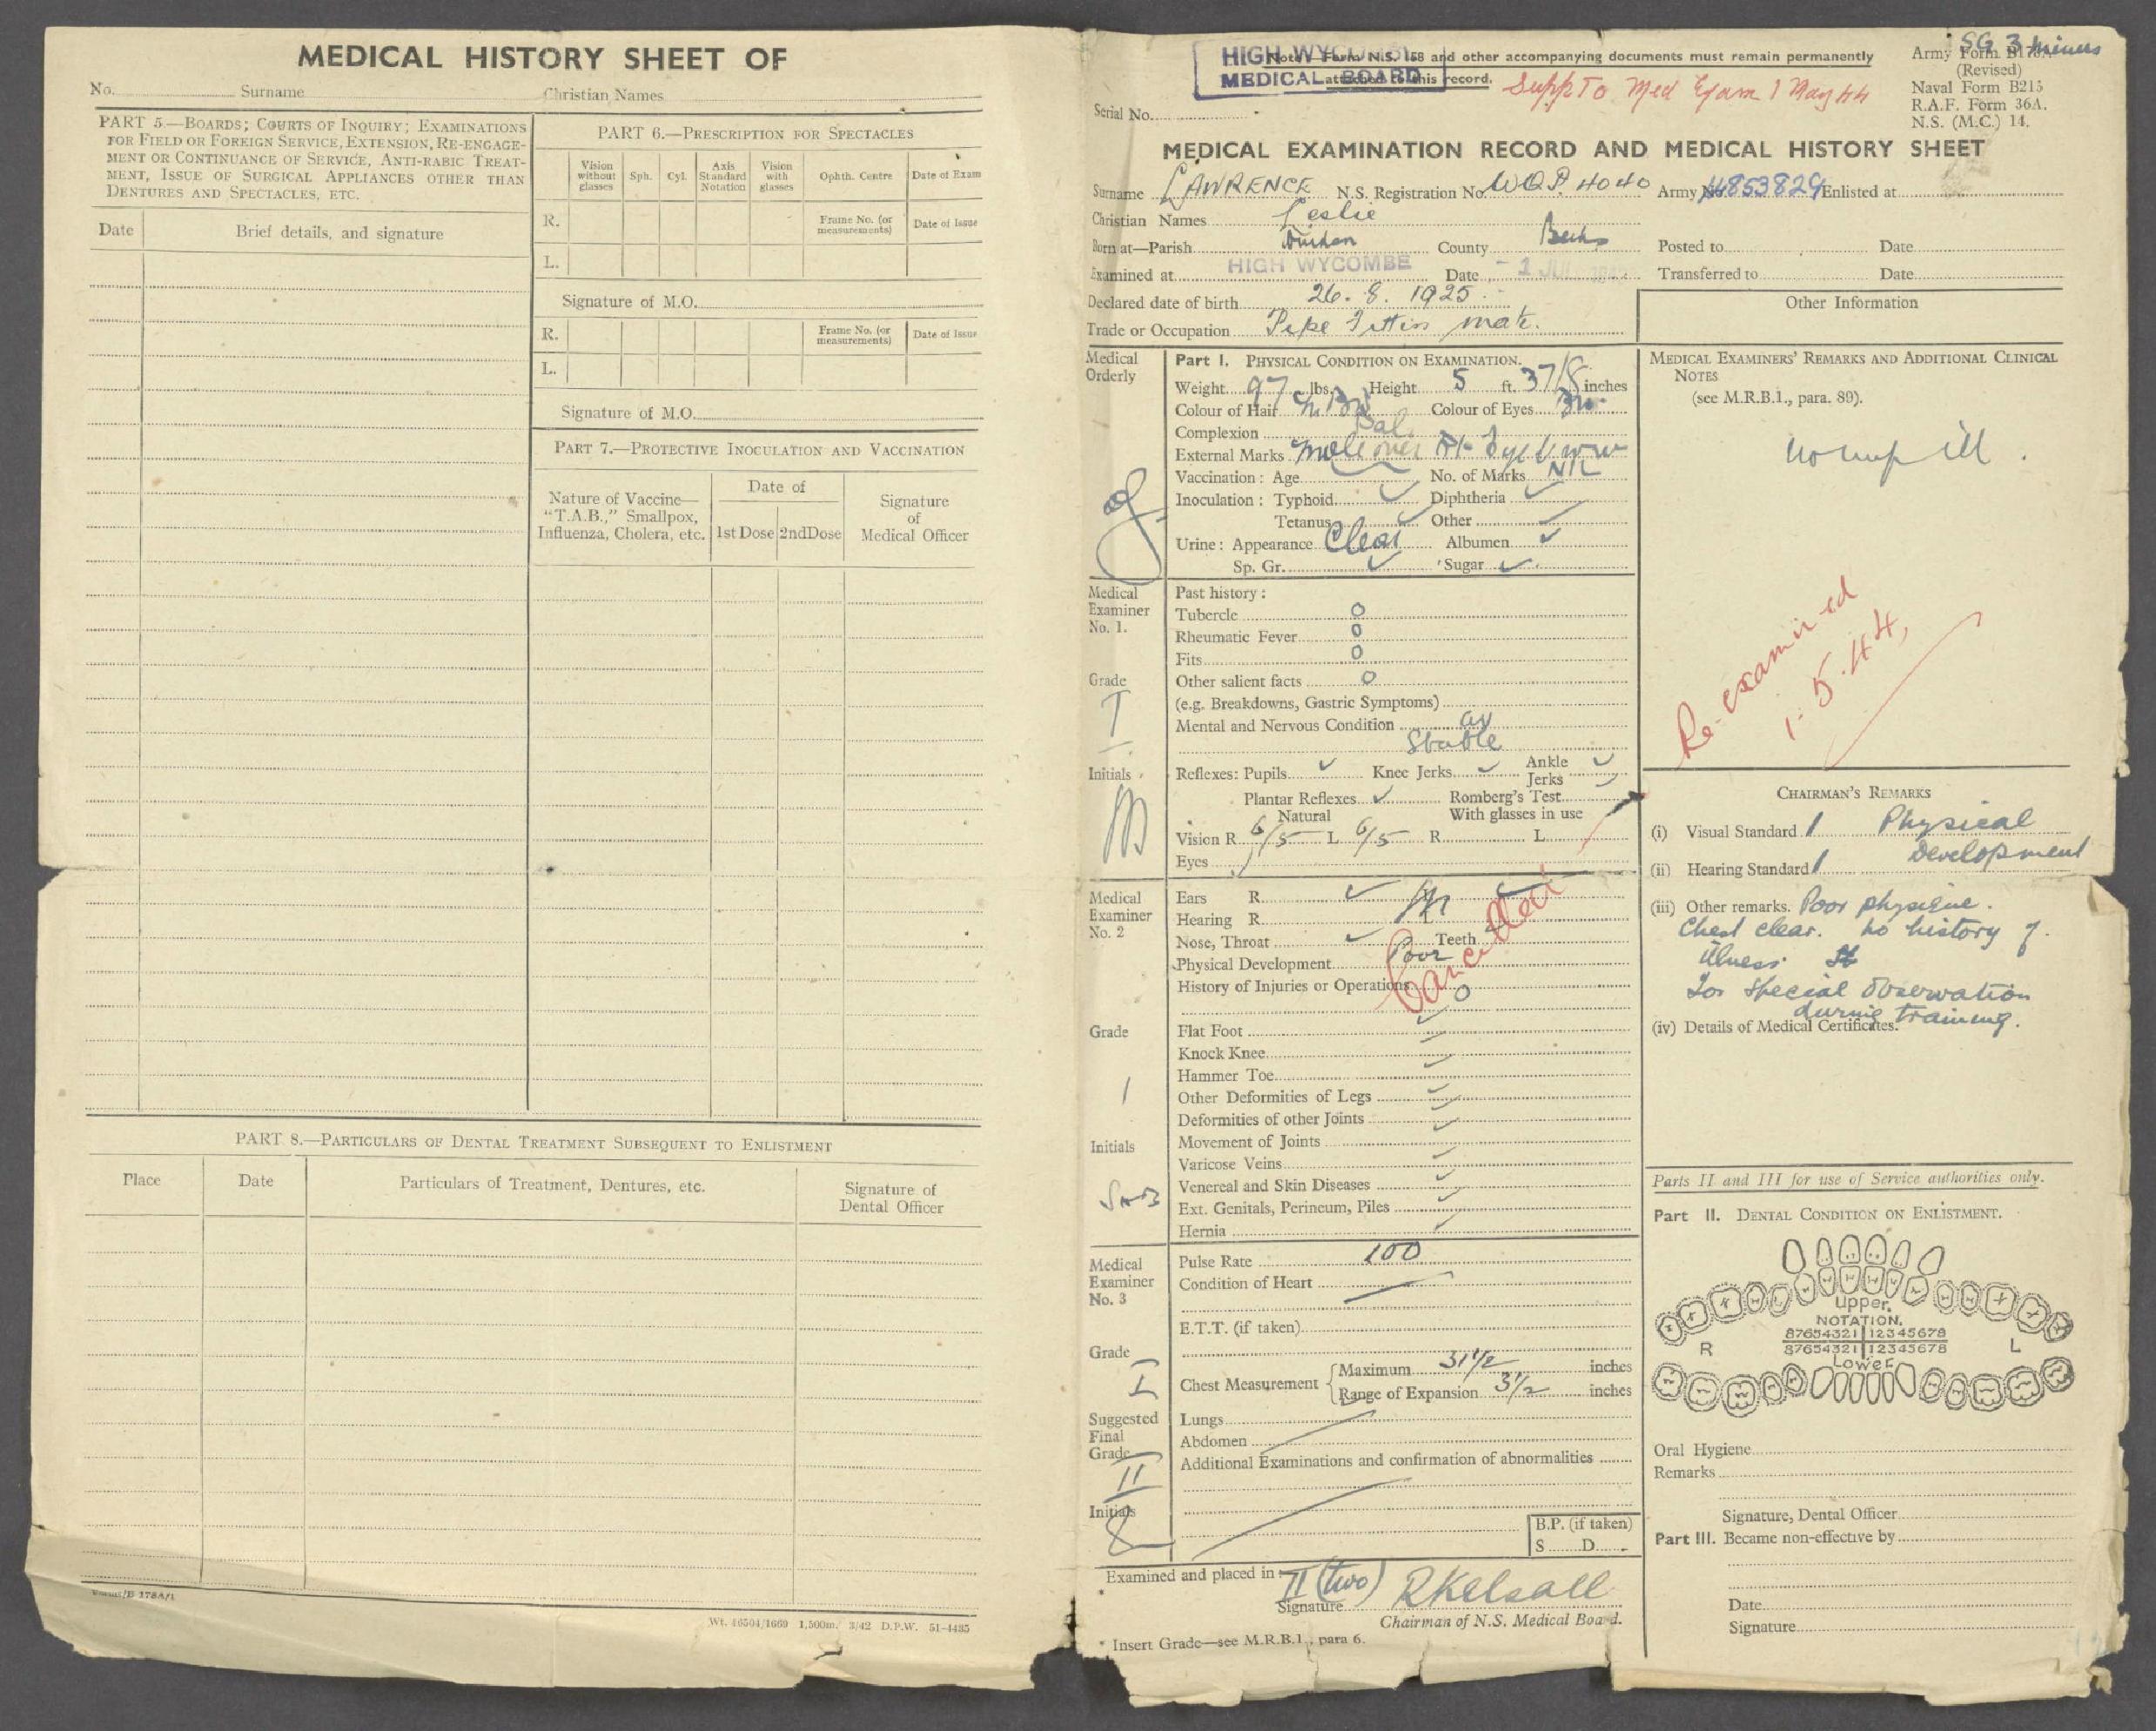 MEDICAL HISTORY SHEET OF
No. Surname Christian Names
PART 5.—BOARDS; COURTS OF INQUIRY; EXAMINATIONS
FOR FIELD OR FOREIGN SERVICE, EXTENSION, RE-ENGAGE-
MENT OR CONTINUANCE OF SERVICE, ANTI-RABIC TREAT-
MENT, ISSUE OF SURGICAL APPLIANCES OTHER THAN
DENTURES AND SPECTACLES, ETC.
Date Brief details, and signature
PART 6.—PRESCRIPTION FOR SPECTACLES
Vision without glasses Sph. Cyl. Axis Standard Notation Vision with glasses Ophth. Centre Date of Exam
R. Frame No. (or measurements) Date of Issue
L.
Signature of M.O.
R. Frame No. (or measurements) Date of Issue
L.
Signature of M.O.
PART 7.—PROTECTIVE INOCULATION AND VACCINATION
Nature of Vaccine—
"T.A.B.," Smallpox,
Influenza, Cholera, etc.
Date of
1st Dose 2nd Dose
Signature
of
Medical Officer
PART 8.—PARTICULARS OF DENTAL TREATMENT SUBSEQUENT TO ENLISTMENT
Place Date Particulars of Treatment, Dentures, etc. Signature of
Dental Officer
Wt. 46504/1669 1,500m. 3/42 D.P.W. 51-4435
HIGH WYCOMBE
MEDICAL BOARD
Note—Form N.S. 158 and other accompanying documents must remain permanently
attached to this record.
Supp To Med Exam 1 May 44
SG 3 Miners
Army Form B178A
(Revised)
Naval Form B215
R.A.F. Form 36A.
N.S. (M.C.) 14.
Serial No.
MEDICAL EXAMINATION RECORD AND MEDICAL HISTORY SHEET
Surname LAWRENCE N.S. Registration No. WQP. 4040 Army No. 14853829 Enlisted at
Christian Names Leslie
Born at—Parish County Posted to Date
Examined at HIGH WYCOMBE Date - 1 Transferred to Date
Declared date of birth 26. 8. 1925.
Trade or Occupation Pipe Fitters mate.
Other Information
Medical
Orderly
Part I. PHYSICAL CONDITION ON EXAMINATION.
Weight 97 lbs. Height 5 ft. 3 7/8 inches
Colour of Hair Colour of Eyes Br.
Complexion Pal.
External Marks Mole over Rt Eyebrow
Vaccination: Age No. of Marks NIL
Inoculation: Typhoid Diphtheria
Tetanus Other
Urine: Appearance Clear Albumen
Sp. Gr. Sugar
Medical
Examiner
No. 1.
Past history:
Tubercle 0
Rheumatic Fever 0
Fits 0
Grade I
Other salient facts 0
(e.g. Breakdowns, Gastric Symptoms)
Mental and Nervous Condition av
Stable
Initials
Reflexes: Pupils Knee Jerks Ankle Jerks
Plantar Reflexes Romberg's Test
Natural With glasses in use
Vision R 6/5 L 6/5 R L
Eyes
Medical
Examiner
No. 2
Ears R.
Hearing R
Nose, Throat Teeth
Physical Development Poor
Cancelled
History of Injuries or Operations 0
Grade 1
Flat Foot
Knock Knee
Hammer Toe
Other Deformities of Legs
Deformities of other Joints
Initials
Movement of Joints
Varicose Veins
Venereal and Skin Diseases
Ext. Genitals, Perineum, Piles
Hernia
Medical
Examiner
No. 3
Pulse Rate 100
Condition of Heart
E.T.T. (if taken)
Grade I
Chest Measurement Maximum 31 1/2 inches
Range of Expansion 3 1/2 inches
Suggested
Final
Grade II
Lungs
Abdomen
Additional Examinations and confirmation of abnormalities
Initials
B.P. (if taken)
S D
Examined and placed in * II (two)
Signature RKelsall
Chairman of N.S. Medical Board.
* Insert Grade—see M.R.B.1., para 6.
MEDICAL EXAMINERS' REMARKS AND ADDITIONAL CLINICAL
NOTES
(see M.R.B.1., para. 89).
Re-examined
1.5.44,
CHAIRMAN'S REMARKS
(i) Visual Standard 1 Physical
(ii) Hearing Standard 1 Development
(iii) Other remarks. Poor physique.
Chest clear. No history of
illness
For special observation
during training.
(iv) Details of Medical Certificates.
Parts II and III for use of Service authorities only.
Part II. DENTAL CONDITION ON ENLISTMENT.
Upper.
NOTATION.
87654321 12345678
R L
87654321 12345678
Lower
Oral Hygiene
Remarks
Signature, Dental Officer
Part III. Became non-effective by
Date
Signature